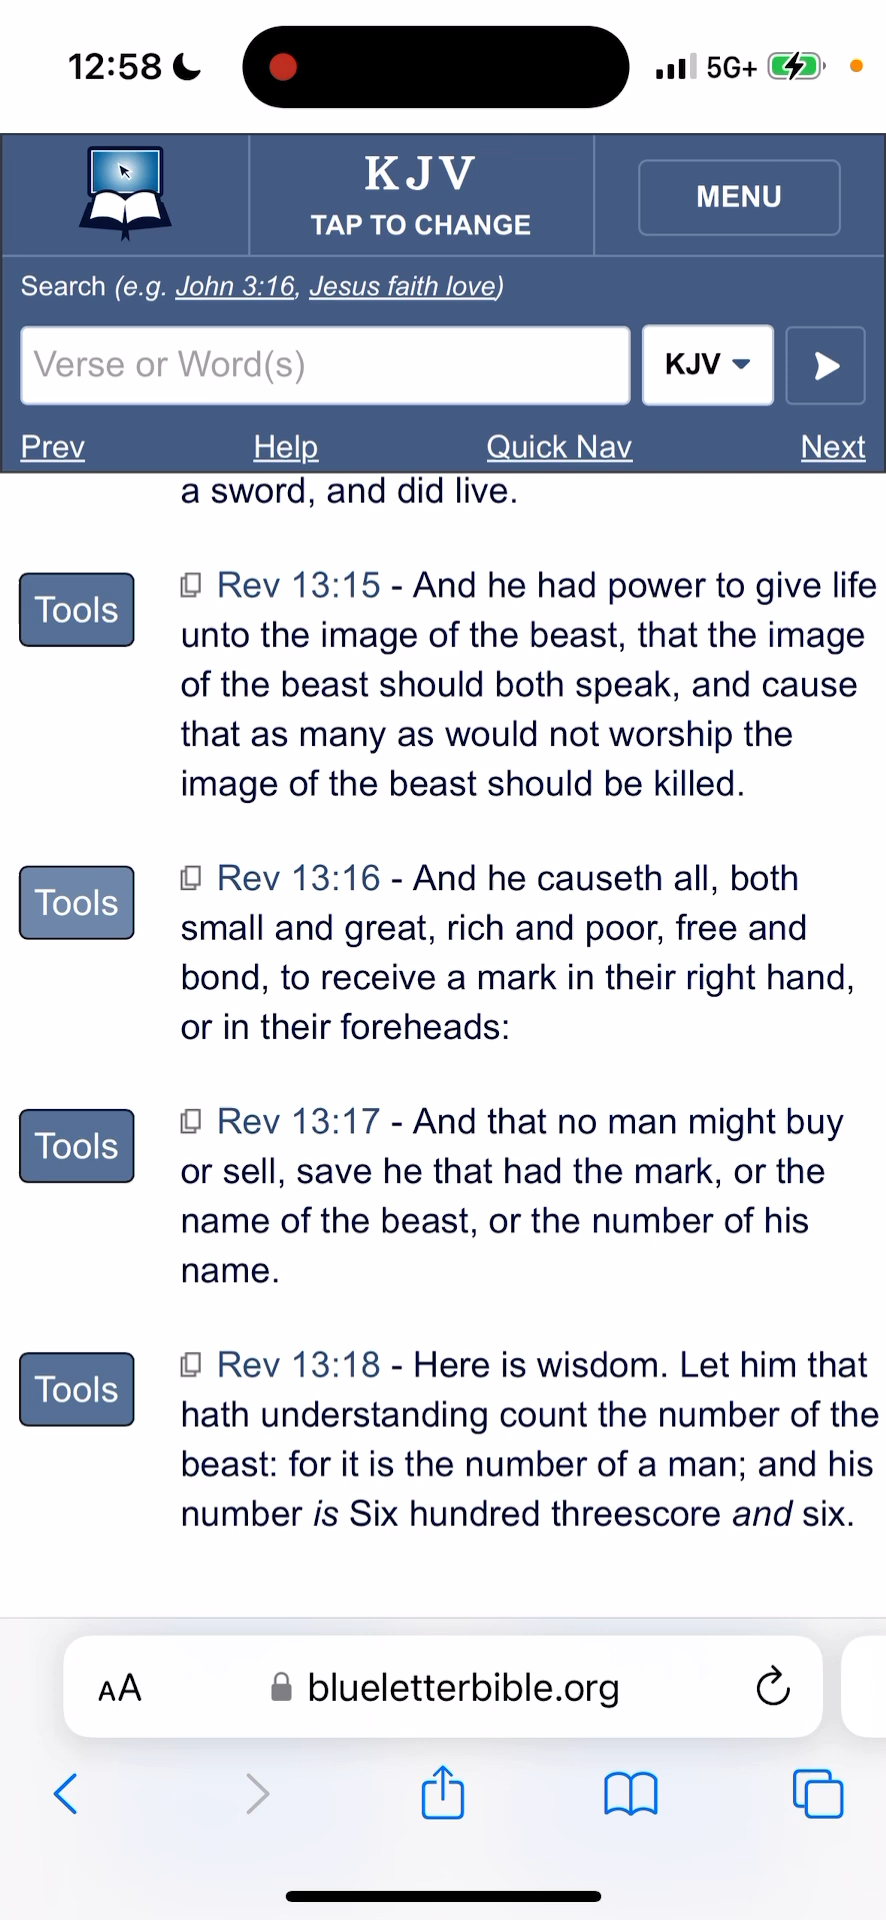 12:58 5G+
KJV
TAP TO CHANGE
MENU
Search (e.g. John 3:16, Jesus faith love)
Verse or Word(s) KJV
Prev Help Quick Nav Next
a sword, and did live.
Tools
Rev 13:15 - And he had power to give life
unto the image of the beast, that the image
of the beast should both speak, and cause
that as many as would not worship the
image of the beast should be killed.
Tools
Rev 13:16 - And he causeth all, both
small and great, rich and poor, free and
bond, to receive a mark in their right hand,
or in their foreheads:
Tools
Rev 13:17 - And that no man might buy
or sell, save he that had the mark, or the
name of the beast, or the number of his
name.
Tools
Rev 13:18 - Here is wisdom. Let him that
hath understanding count the number of the
beast: for it is the number of a man; and his
number is Six hundred threescore and six.
AA blueletterbible.org